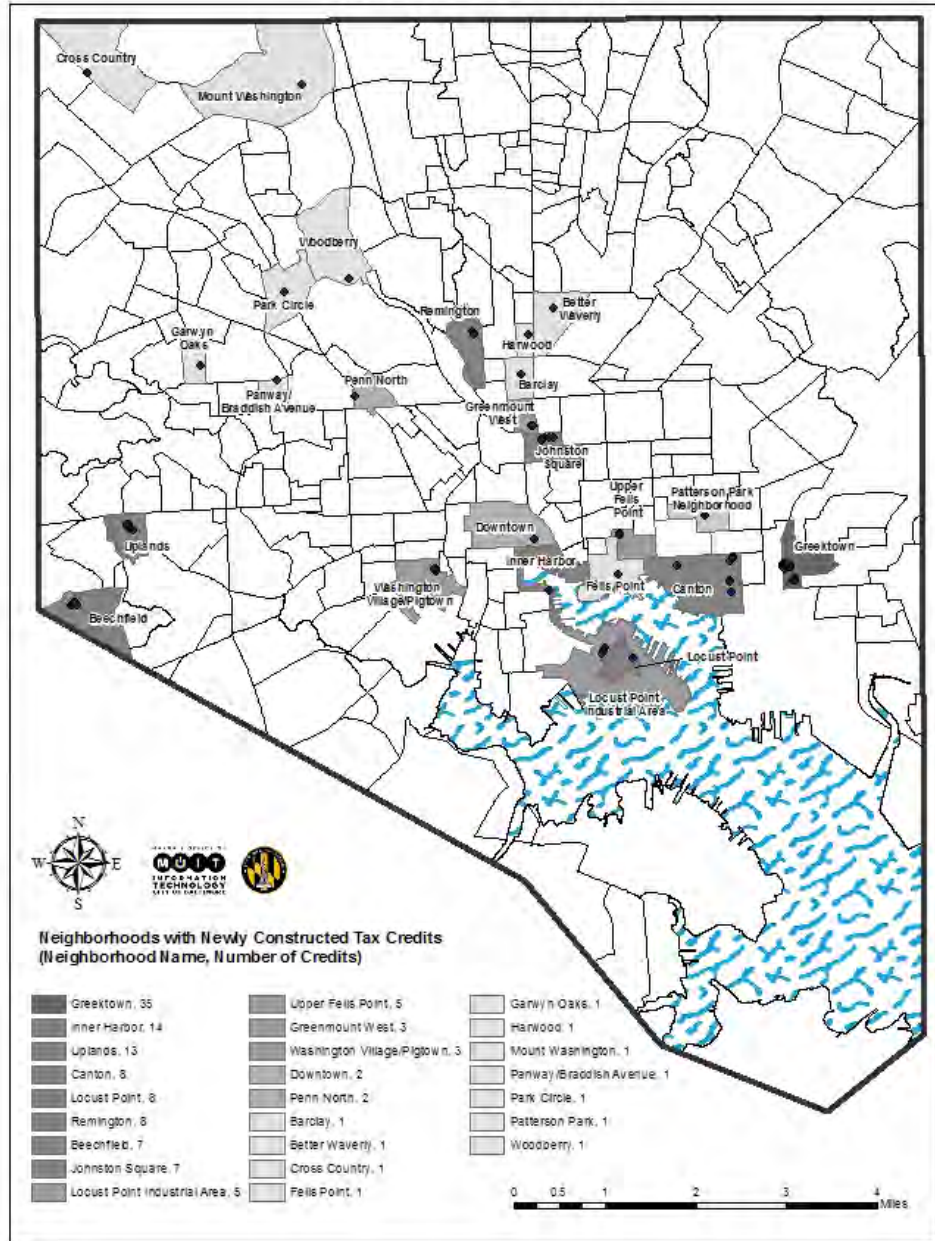 Cross Country
Mount Washington
Woodberry
Park Circle
Remington
Better
Waverly
Harwood
Garwyn
Oaks
Panway/
Braddish Avenue
Penn North
Barclay
Greenmount
West
Johnston
Square
Upper
Fells
Point
Patterson Park
Neighborhood
Downtown
Uplands
Greektown
Inner Harbor
Washington
Village/Pigtown
Fells Point
Canton
Beechfield
Locust Point
Locust Point
Industrial Area
N
W E
S
MOIT
INFORMATION
TECHNOLOGY
CITY OF BALTIMORE
Neighborhoods with Newly Constructed Tax Credits
(Neighborhood Name, Number of Credits)
Greektown, 35
Inner Harbor, 14
Uplands, 13
Canton, 8
Locust Point, 8
Remington, 8
Beechfield, 7
Johnston Square, 7
Locust Point Industrial Area, 5
Upper Fells Point, 5
Greenmount West, 3
Washington Village/Pigtown, 3
Downtown, 2
Penn North, 2
Barclay, 1
Better Waverly, 1
Cross Country, 1
Fells Point, 1
Garwyn Oaks, 1
Harwood, 1
Mount Washington, 1
Panway/Braddish Avenue, 1
Park Circle, 1
Patterson Park, 1
Woodberry, 1
0 0.5 1 2 3 4
Miles